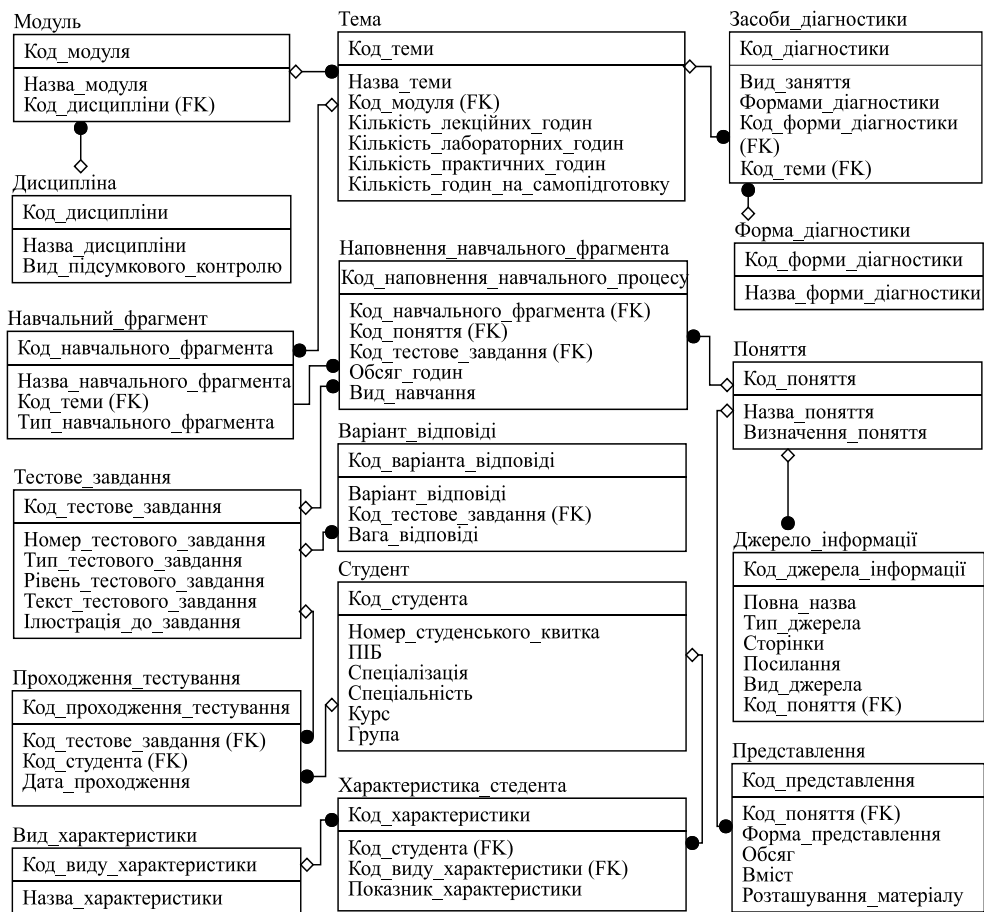 Модуль
Код_модуля
Назва_модуля
Код_дисципліни (FK)
Дисципліна
Код_дисципліни
Назва_дисципліни
Вид_підсумкового_контролю
Навчальний_фрагмент
Код_навчального_фрагмента
Назва_навчального_фрагмента
Код_теми (FK)
Тип_навчального_фрагмента
Тестове_завдання
Код_тестове_завдання
Номер_тестового_завдання
Тип_тестового_завдання
Рівень_тестового_завдання
Текст_тестового_завдання
Ілюстрація_до_завдання
Проходження_тестування
Код_проходження_тестування
Код_тестове_завдання (FK)
Код_студента (FK)
Дата_проходження
Вид_характеристики
Код_виду_характеристики
Назва_характеристики
Тема
Код_теми
Назва_теми
Код_модуля (FK)
Кількість_лекційних_годин
Кількість_лабораторних_годин
Кількість_практичних_годин
Кількість_годин_на_самопідготовку
Наповнення_навчального_фрагмента
Код_наповнення_навчального_процесу
Код_навчального_фрагмента (FK)
Код_поняття (FK)
Код_тестове_завдання (FK)
Обсяг_годин
Вид_навчання
Варіант_відповіді
Код_варіанта_відповіді
Варіант_відповіді
Код_тестове_завдання (FK)
Вага_відповіді
Студент
Код_студента
Номер_студенського_квитка
ПІБ
Спеціалізація
Спеціальність
Курс
Група
Характеристика_стедента
Код_характеристики
Код_студента (FK)
Код_виду_характеристики (FK)
Показник_характеристики
Засоби_діагностики
Код_діагностики
Вид_заняття
Формами_діагностики
Код_форми_діагностики
(FK)
Код_теми (FK)
Форма_діагностики
Код_форми_діагностики
Назва_форми_діагностики
Поняття
Код_поняття
Назва_поняття
Визначення_поняття
Джерело_інформації
Код_джерела_інформації
Повна_назва
Тип_джерела
Сторінки
Посилання
Вид_джерела
Код_поняття (FK)
Представлення
Код_представлення
Код_поняття (FK)
Форма_представлення
Обсяг
Вміст
Розташування_матеріалу